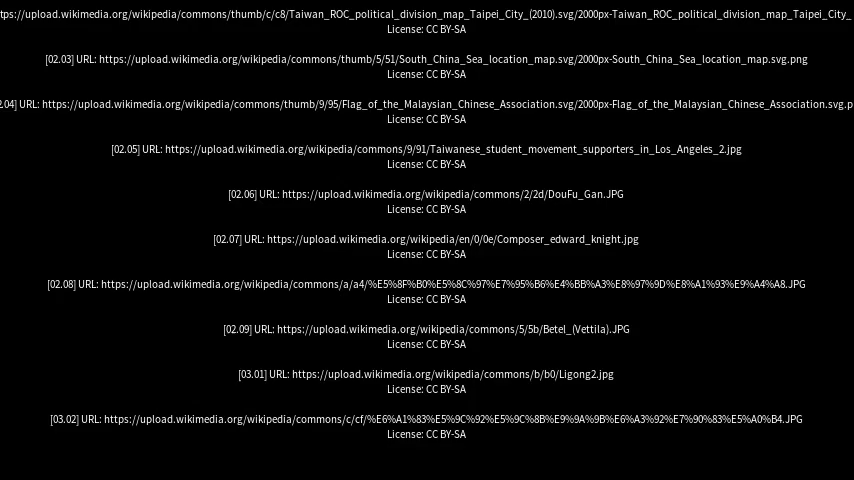 tps://upload.wikimedia.org/wikipedia/commons/thumb/c/c8/Taiwan_ROC_political_division_map_Taipei_City_(2010).svg/2000px-Taiwan_ROC_political_division_map_Taipei_City_
License: CC BY-SA
[02.03] URL: https://upload.wikimedia.org/wikipedia/commons/thumb/5/51/South_China_Sea_location_map.svg/2000px-South_China_Sea_location_map.svg.png
License: CC BY-SA
2.04] URL: https://upload.wikimedia.org/wikipedia/commons/thumb/9/95/Flag_of_the_Malaysian_Chinese_Association.svg/2000px-Flag_of_the_Malaysian_Chinese_Association.svg.p
License: CC BY-SA
[02.05] URL: https://upload.wikimedia.org/wikipedia/commons/9/91/Taiwanese_student_movement_supporters_in_Los_Angeles_2.jpg
License: CC BY-SA
[02.06] URL: https://upload.wikimedia.org/wikipedia/commons/2/2d/DouFu_Gan.JPG
License: CC BY-SA
[02.07] URL: https://upload.wikimedia.org/wikipedia/en/0/0e/Composer_edward_knight.jpg
License: CC BY-SA
[02.08] URL: https://upload.wikimedia.org/wikipedia/commons/a/a4/%E5%8F%B0%E5%8C%97%E7%95%B6%E4%BB%A3%E8%97%9D%E8%A1%93%E9%A4%A8.JPG
License: CC BY-SA
[02.09] URL: https://upload.wikimedia.org/wikipedia/commons/5/5b/Betel_(Vettila).JPG
License: CC BY-SA
[03.01] URL: https://upload.wikimedia.org/wikipedia/commons/b/b0/Ligong2.jpg
License: CC BY-SA
[03.02] URL: https://upload.wikimedia.org/wikipedia/commons/c/cf/%E6%A1%83%E5%9C%92%E5%9C%8B%E9%9A%9B%E6%A3%92%E7%90%83%E5%A0%B4.JPG
License: CC BY-SA